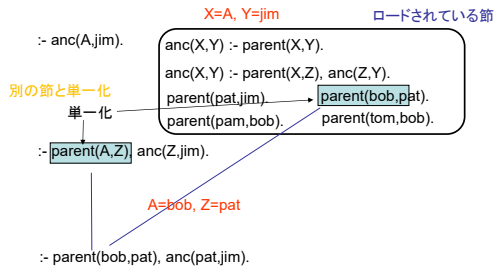 X=A, Y=jim
ロードされている節
:- anc(A,jim).
anc(X,Y) :- parent(X,Y).
anc(X,Y) :- parent(X,Z), anc(Z,Y).
別の節と単一化
parent(pat,jim). parent(bob,pat).
単一化
parent(pam,bob). parent(tom,bob).
:- parent(A,Z), anc(Z,jim).
A=bob, Z=pat
:- parent(bob,pat), anc(pat,jim).